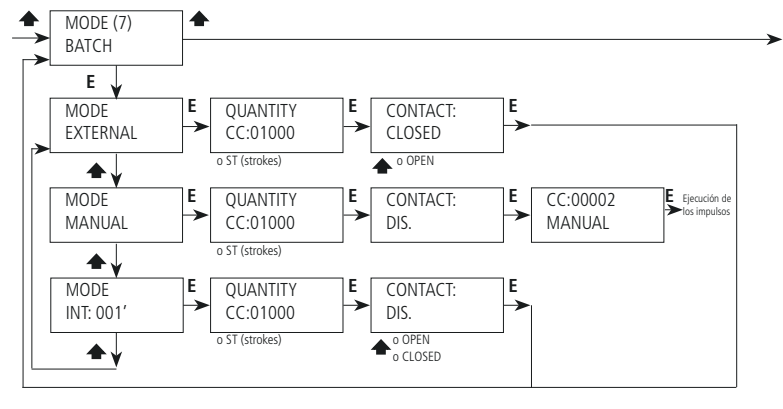 MODE (7)
BATCH
E
MODE
EXTERNAL
E
QUANTITY
CC:01000
o ST (strokes)
E
CONTACT:
CLOSED
o OPEN
E
MODE
MANUAL
E
QUANTITY
CC:01000
o ST (strokes)
E
CONTACT:
DIS.
E
CC:00002
MANUAL
E
Ejecución de
los impulsos
MODE
INT: 001’
E
QUANTITY
CC:01000
o ST (strokes)
E
CONTACT:
DIS.
o OPEN
o CLOSED
E